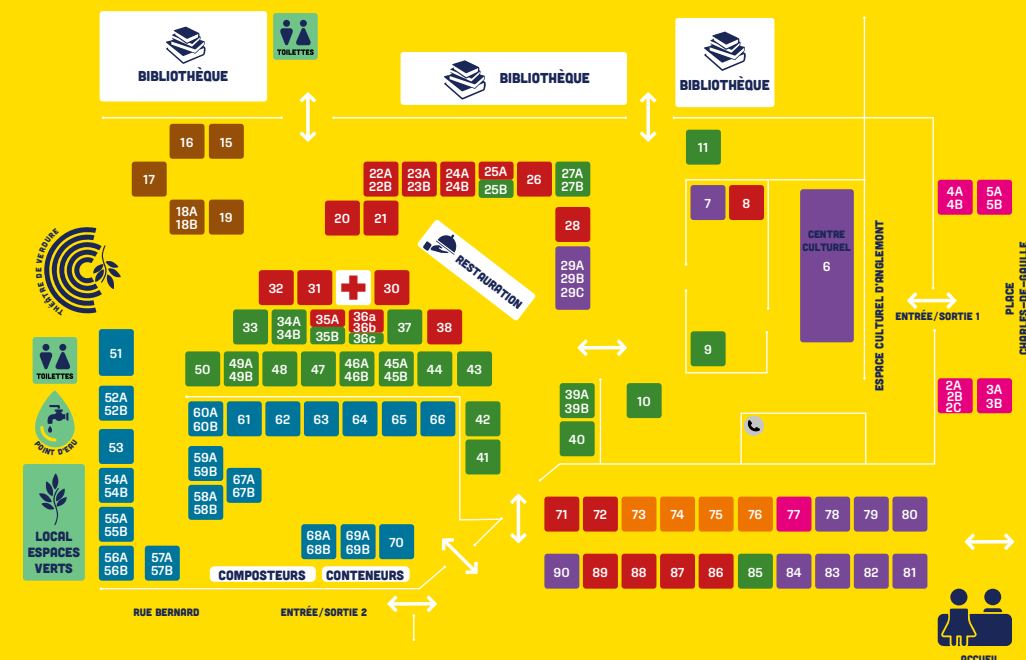 TOILETTES
BIBLIOTHÈQUE
BIBLIOTHÈQUE
BIBLIOTHÈQUE
16
15
17
18A
18B
19
11
22A
22B
23A
23B
24A
24B
25A
25B
26
27A
27B
20
21
28
29A
29B
29C
7
8
CENTRE
CULTUREL
6
4A
4B
5A
5B
ESPACE CULTUREL D'ANGLEMONT
PLACE
CHARLES-DE-GAULLE
ENTRÉE/SORTIE 1
THÉÂTRE DE VERDURE
RESTAURATION
32
31
30
33
34A
34B
35A
35B
36a
36b
36c
37
38
9
51
TOILETTES
50
49A
49B
48
47
46A
46B
45A
45B
44
43
2A
2B
2C
3A
3B
52A
52B
POINT D'EAU
60A
60B
61
62
63
64
65
66
42
39A
39B
10
40
53
59A
59B
41
54A
54B
58A
58B
67A
67B
LOCAL
ESPACES
VERTS
55A
55B
56A
56B
57A
57B
68A
68B
69A
69B
70
COMPOSTEURS
CONTENEURS
71
72
73
74
75
76
77
78
79
80
90
89
88
87
86
85
84
83
82
81
RUE BERNARD
ENTRÉE/SORTIE 2
ACCUEIL